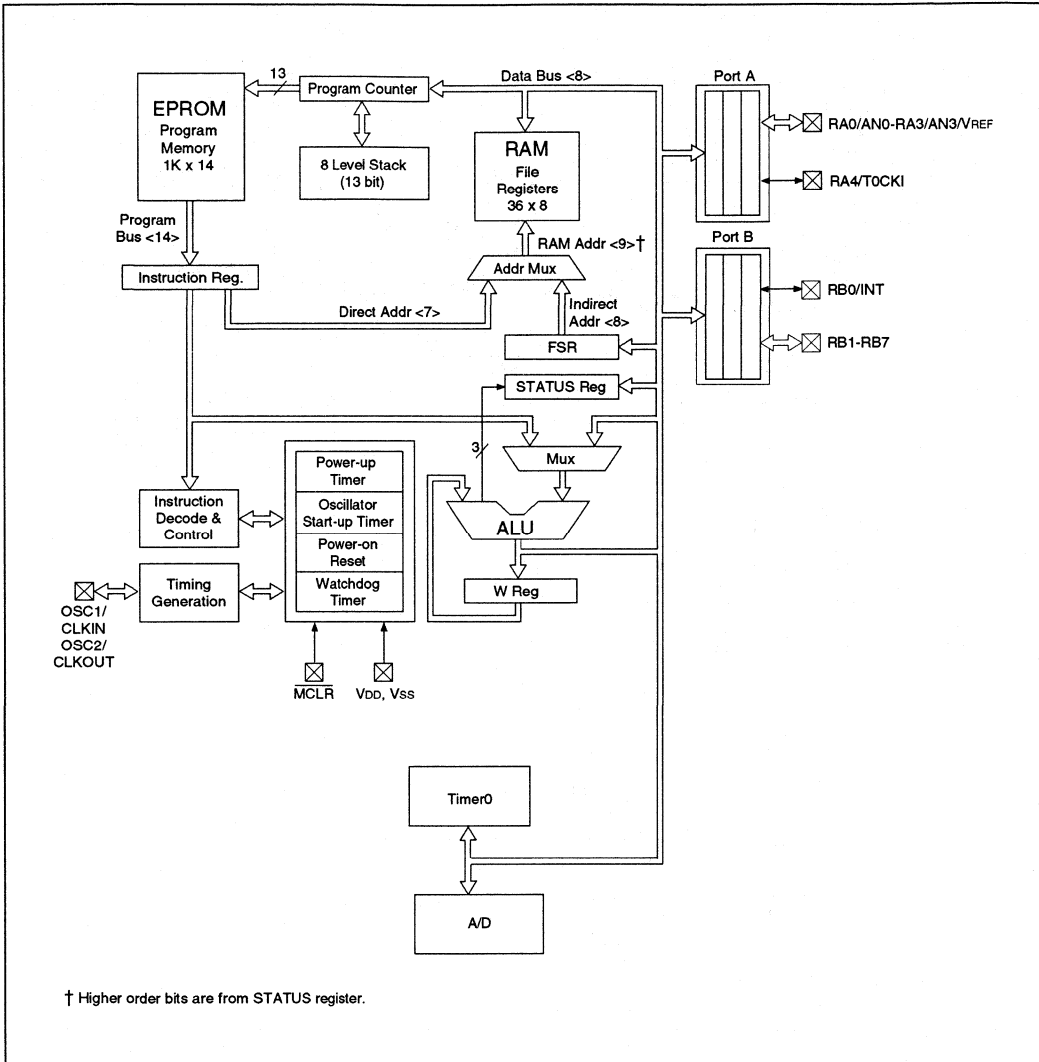 13
Program Counter
Data Bus <8>
Port A
EPROM
Program
Memory
1K x 14
8 Level Stack
(13 bit)
RAM
File
Registers
36 x 8
RA0/AN0-RA3/AN3/VREF
RA4/T0CKI
Program
Bus <14>
RAM Addr <9>†
Port B
Instruction Reg.
Addr Mux
Direct Addr <7>
Indirect
Addr <8>
RB0/INT
RB1-RB7
FSR
STATUS Reg
3
Mux
Power-up
Timer
Oscillator
Start-up Timer
Power-on
Reset
Watchdog
Timer
Instruction
Decode &
Control
ALU
Timing
Generation
W Reg
OSC1/
CLKIN
OSC2/
CLKOUT
MCLR
VDD, VSS
Timer0
A/D
† Higher order bits are from STATUS register.